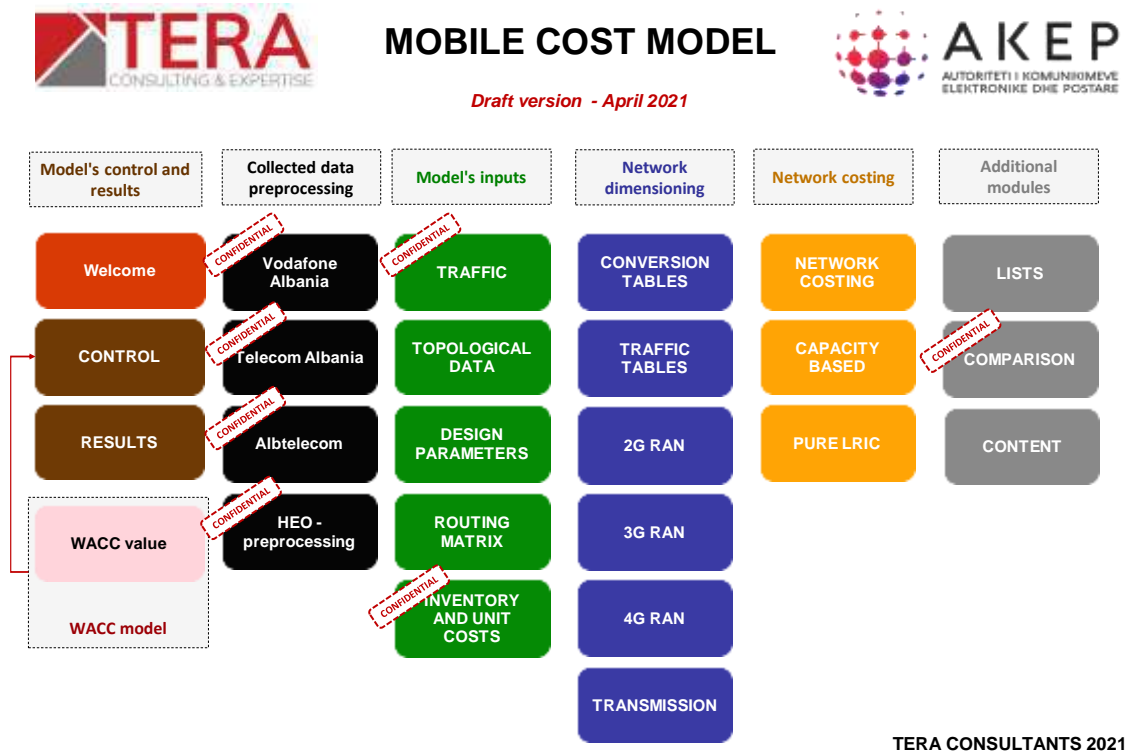 TERA
CONSULTING & EXPERTISE
MOBILE COST MODEL
Draft version - April 2021
AKEP
AUTORITETI I KOMUNIKIMEVE
ELEKTRONIKE DHE POSTARE
Model's control and
results
Collected data
preprocessing
Model's inputs
Network
dimensioning
Network costing
Additional
modules
Welcome
CONTROL
RESULTS
WACC value
WACC model
CONFIDENTIAL
Vodafone
Albania
CONFIDENTIAL
Telecom Albania
CONFIDENTIAL
Albtelecom
CONFIDENTIAL
HEO -
preprocessing
CONFIDENTIAL
TRAFFIC
TOPOLOGICAL
DATA
DESIGN
PARAMETERS
ROUTING
MATRIX
CONFIDENTIAL
INVENTORY
AND UNIT
COSTS
CONVERSION
TABLES
TRAFFIC
TABLES
2G RAN
3G RAN
4G RAN
TRANSMISSION
NETWORK
COSTING
CAPACITY
BASED
PURE LRIC
LISTS
CONFIDENTIAL
COMPARISON
CONTENT
TERA CONSULTANTS 2021